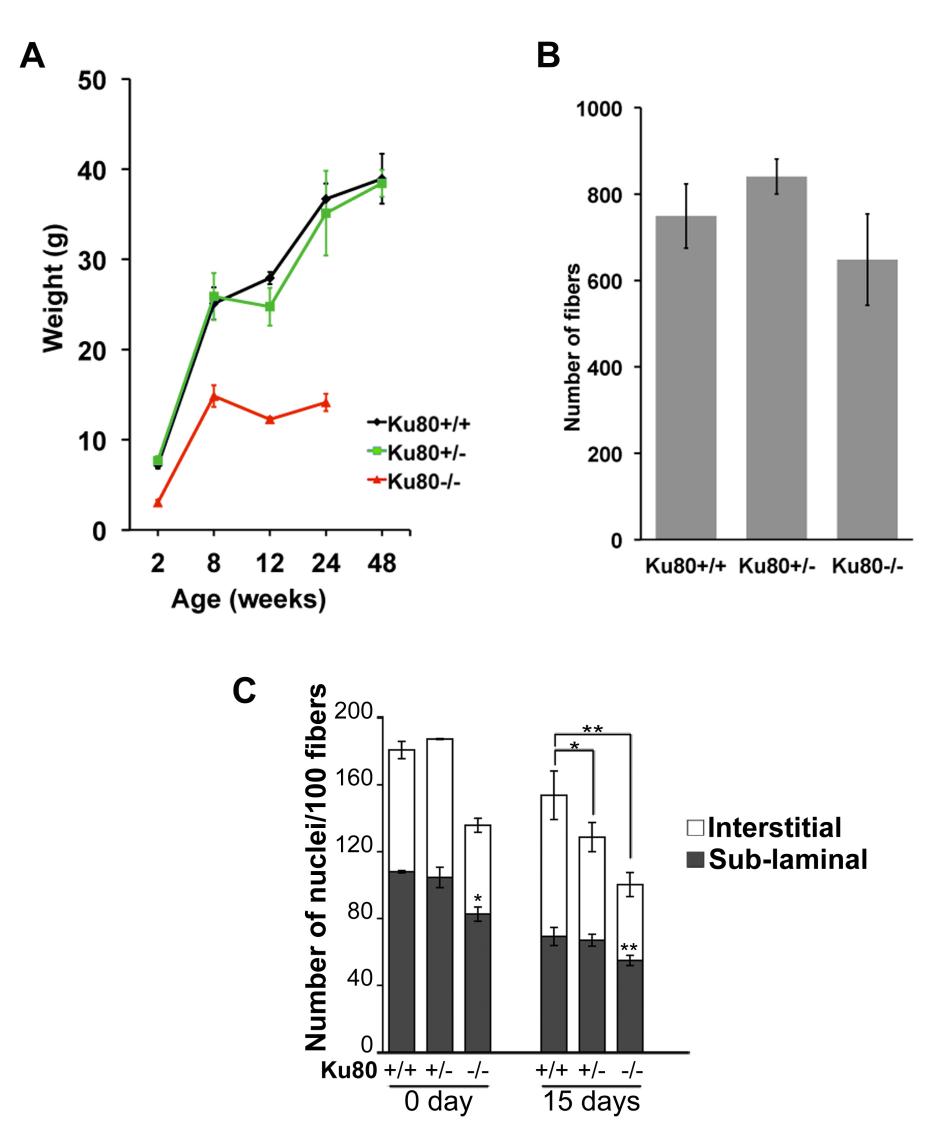 A
50
40
30
20
10
0
Weight (g)
2 8 12 24 48
Age (weeks)
Ku80+/+
Ku80+/-
Ku80-/-
B
1000
800
600
400
200
0
Number of fibers
Ku80+/+ Ku80+/- Ku80-/-
C
200
160
120
80
40
0
Number of nuclei/100 fibers
*
**
*
**
Interstitial
Sub-laminal
Ku80 +/+ +/- -/- +/+ +/- -/-
0 day 15 days